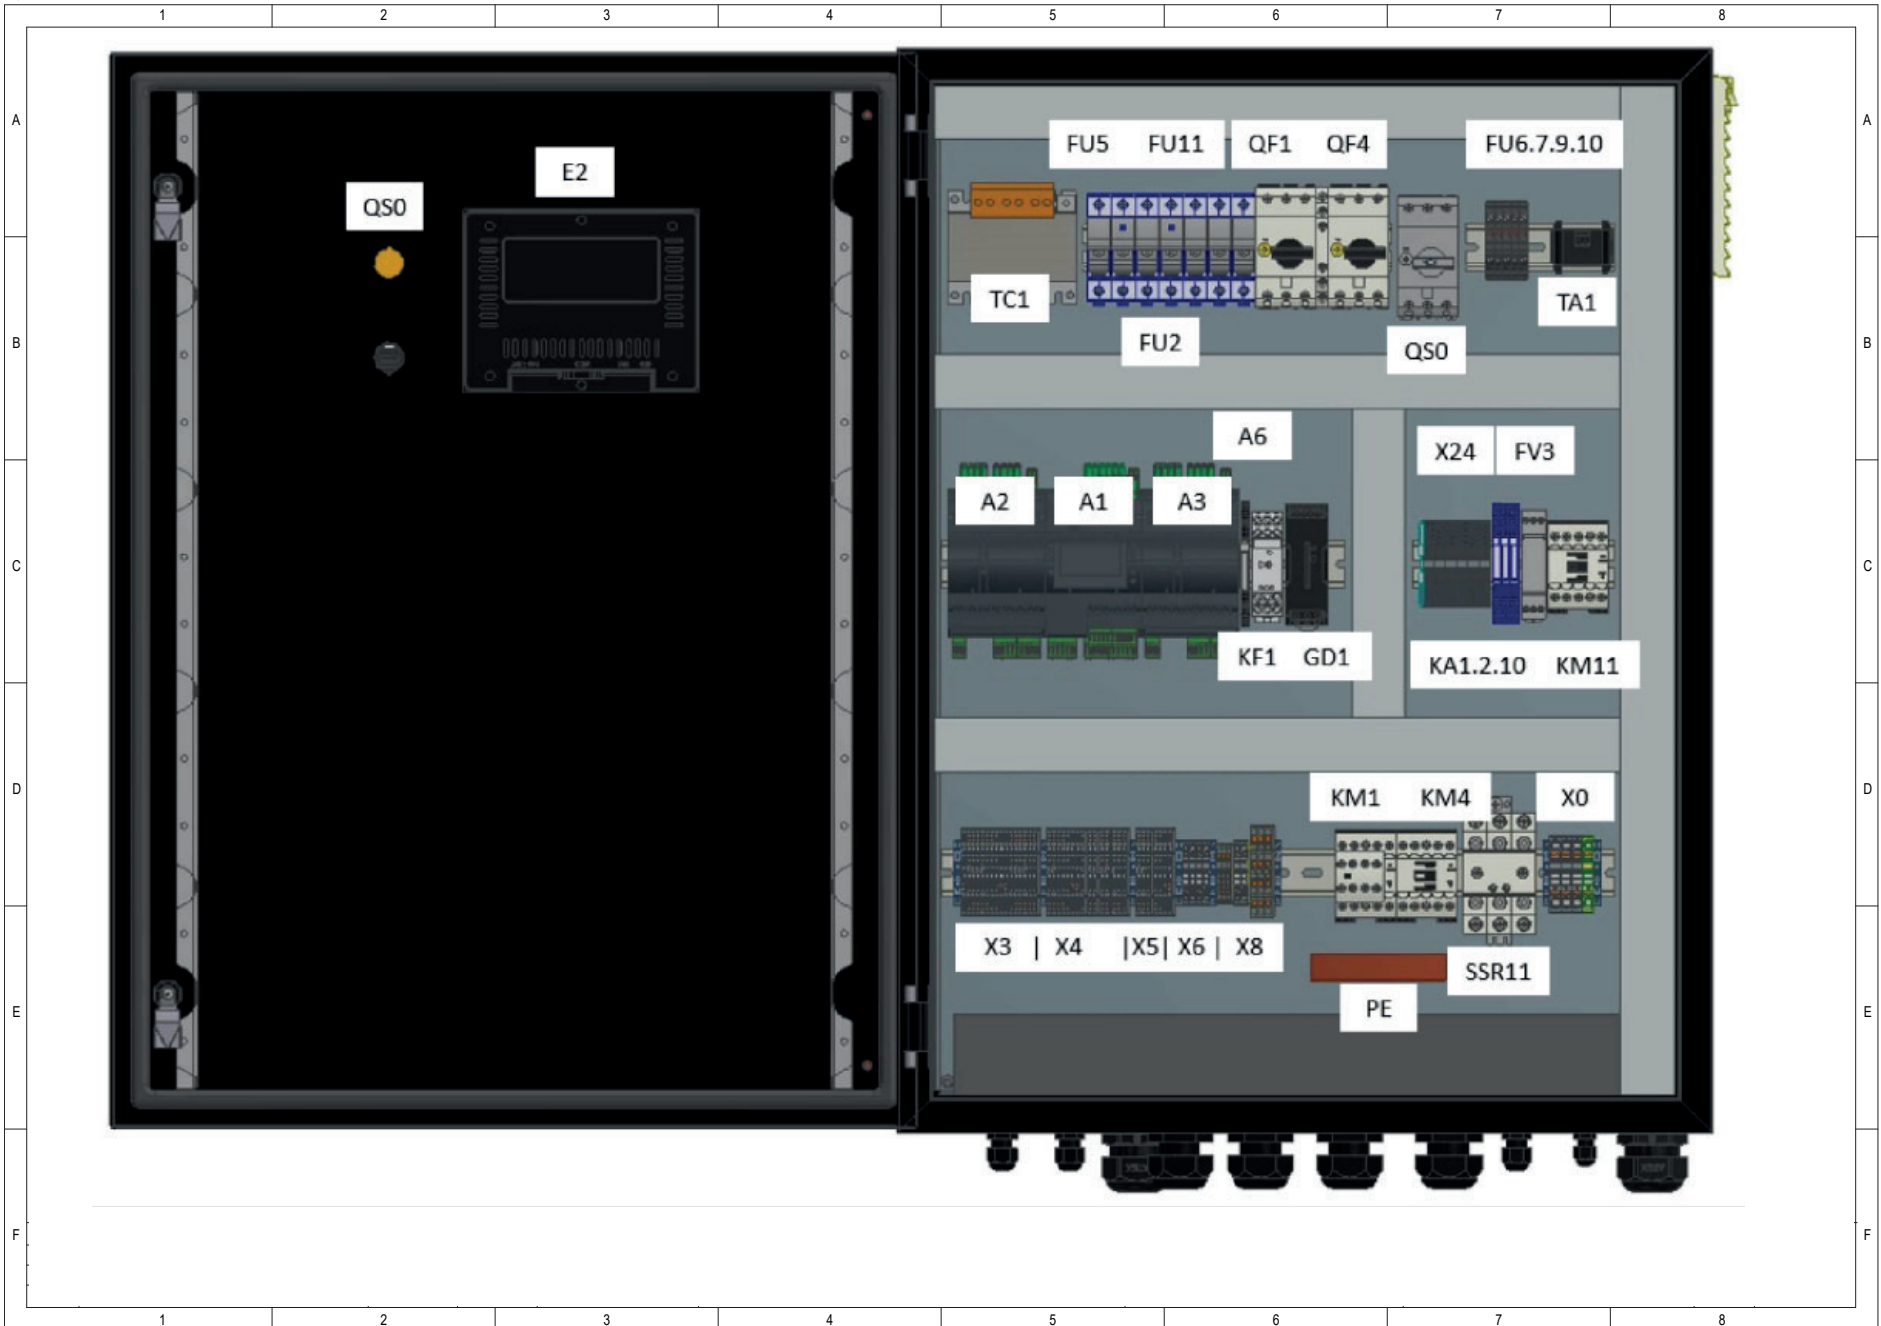 1 2 3 4 5 6 7 8
A A
FU5 FU11 QF1 QF4 FU6.7.9.10
E2
QS0
B B
TC1 TA1
FU2 QS0
A6 X24 FV3
A2 A1 A3
C C
KF1 GD1 KA1.2.10 KM11
D D
KM1 KM4 X0
X3 | X4 |X5| X6 | X8
SSR11
PE
E E
F F
1 2 3 4 5 6 7 8